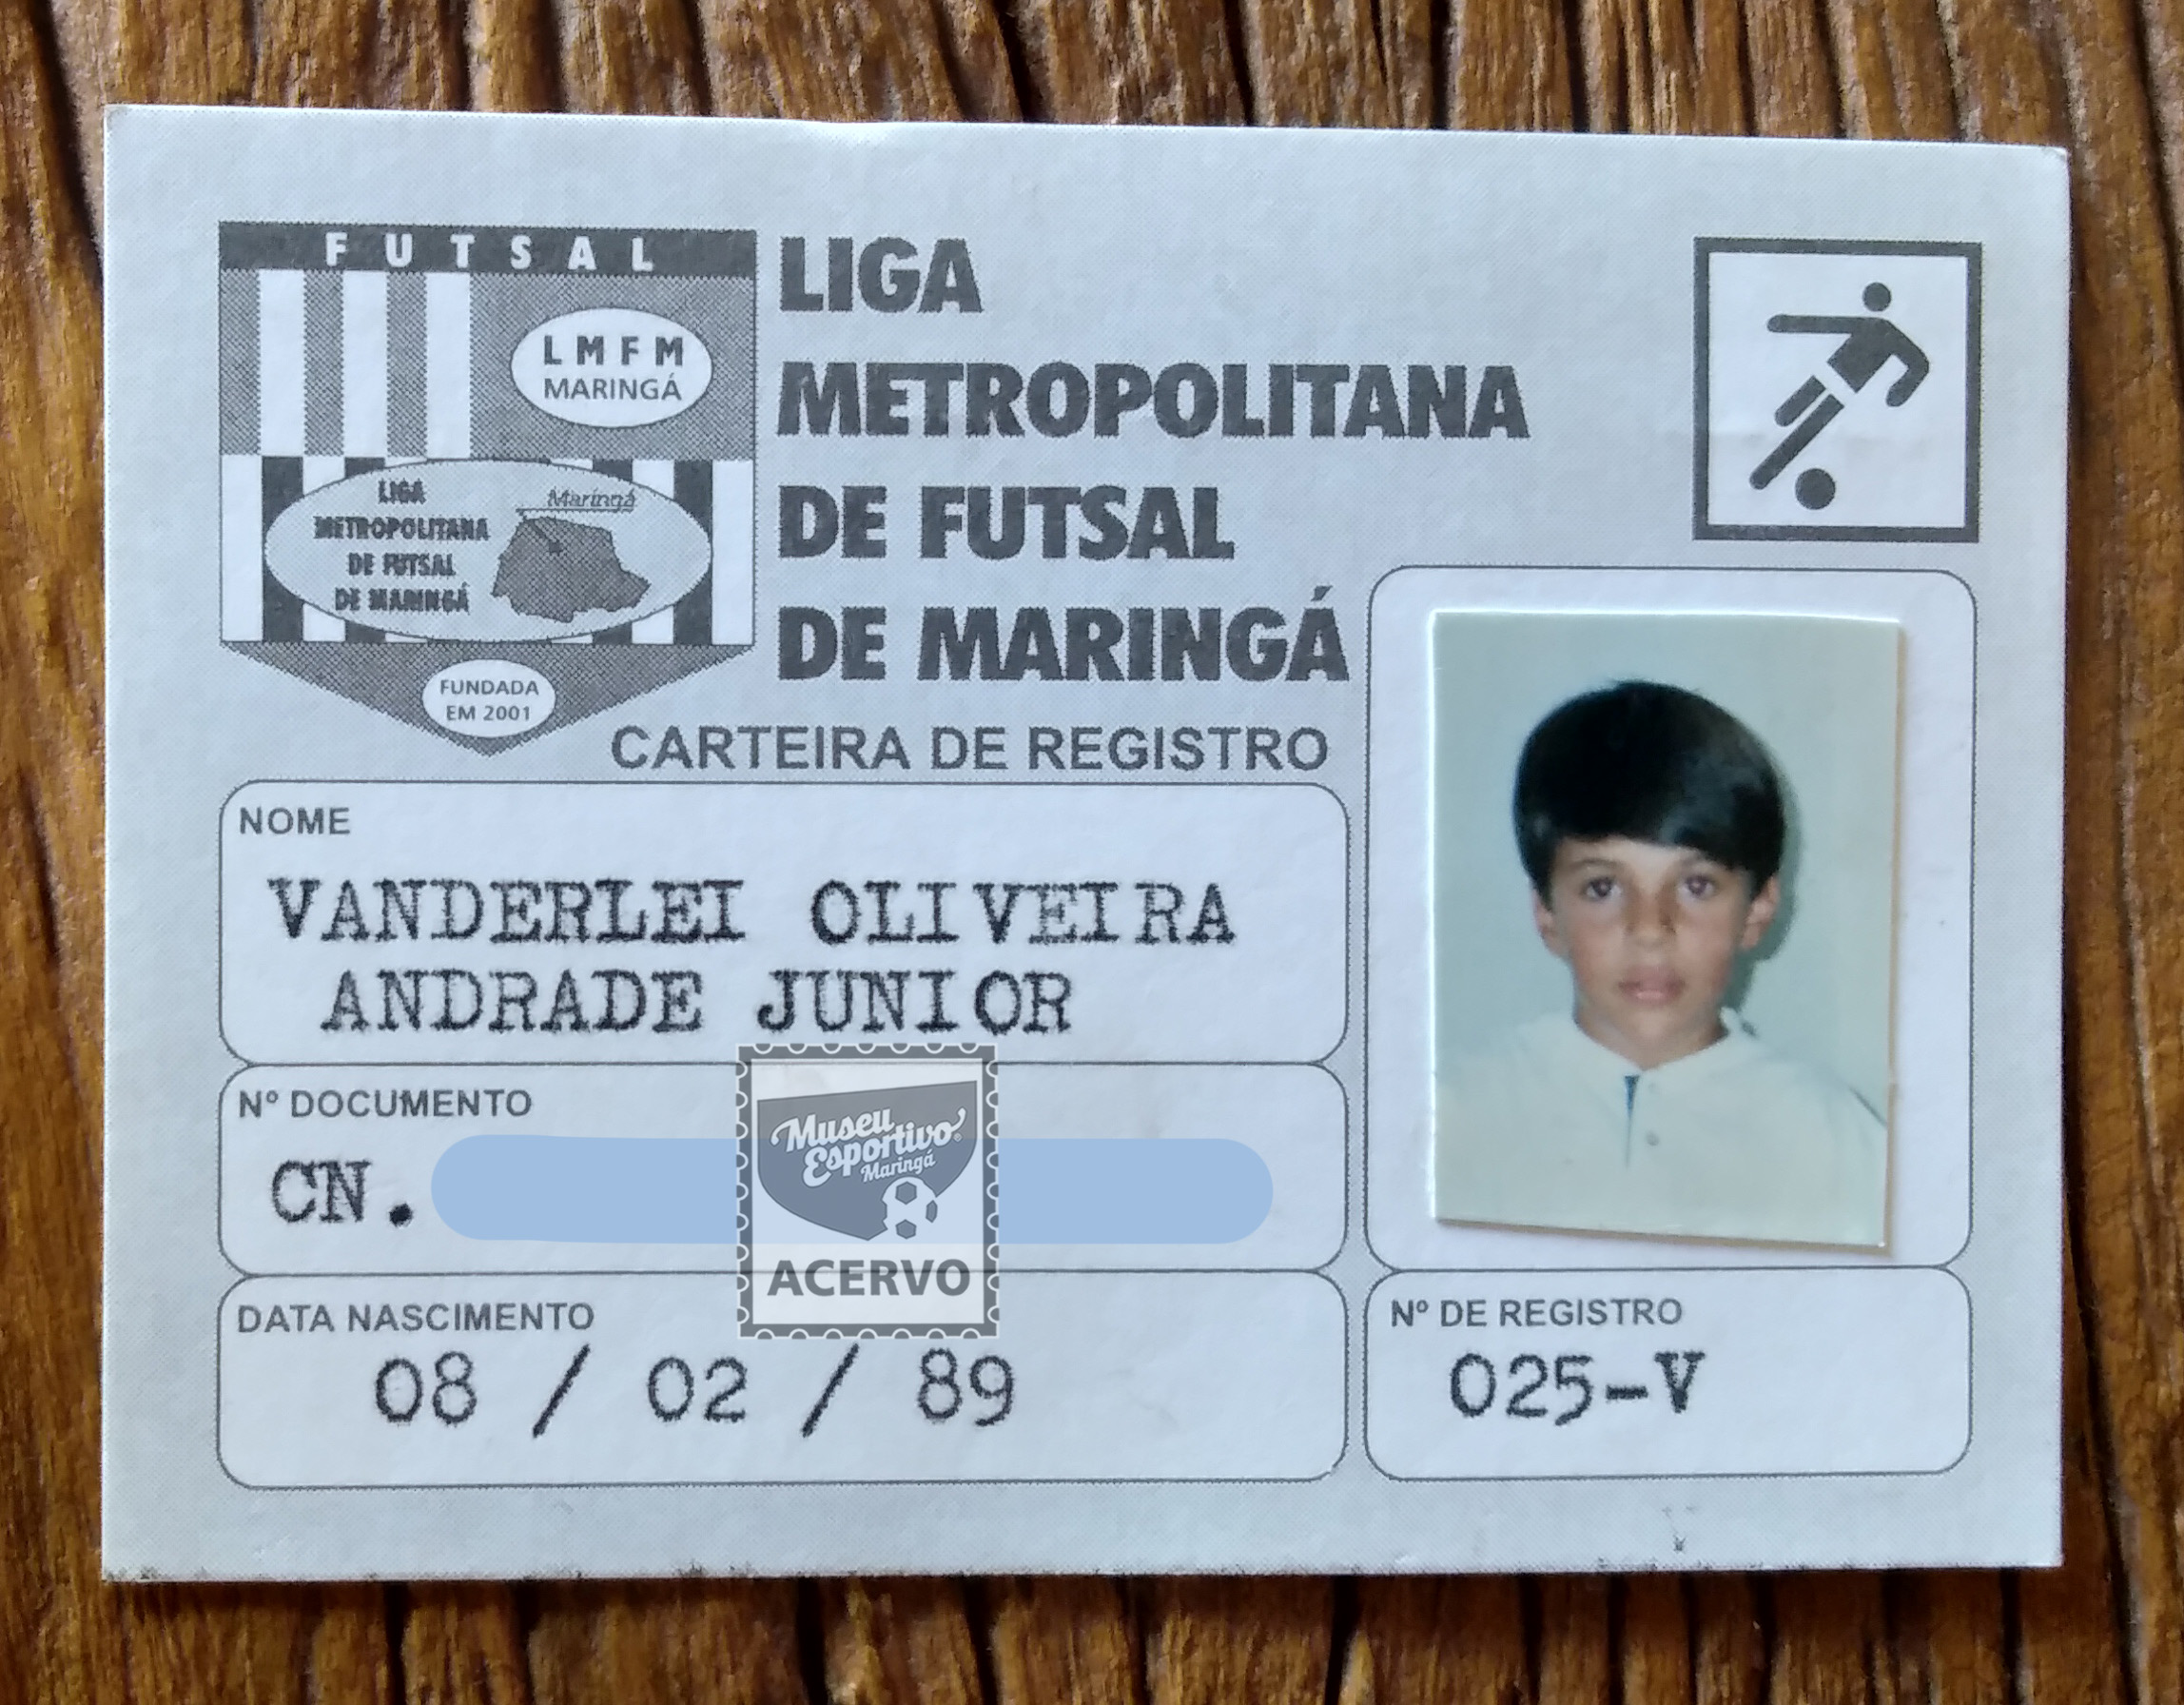 FUTSAL
LMFM
MARINGÁ
LIGA
METROPOLITANA
DE FUTSAL
DE MARINGÁ
Maringá
FUNDADA
EM 2001
LIGA
METROPOLITANA
DE FUTSAL
DE MARINGÁ
CARTEIRA DE REGISTRO
NOME
VANDERLEI OLIVEIRA
ANDRADE JUNIOR
Nº DOCUMENTO
CN.
Museu
Esportivo
Maringá
ACERVO
DATA NASCIMENTO
08 / 02 / 89
Nº DE REGISTRO
025-V